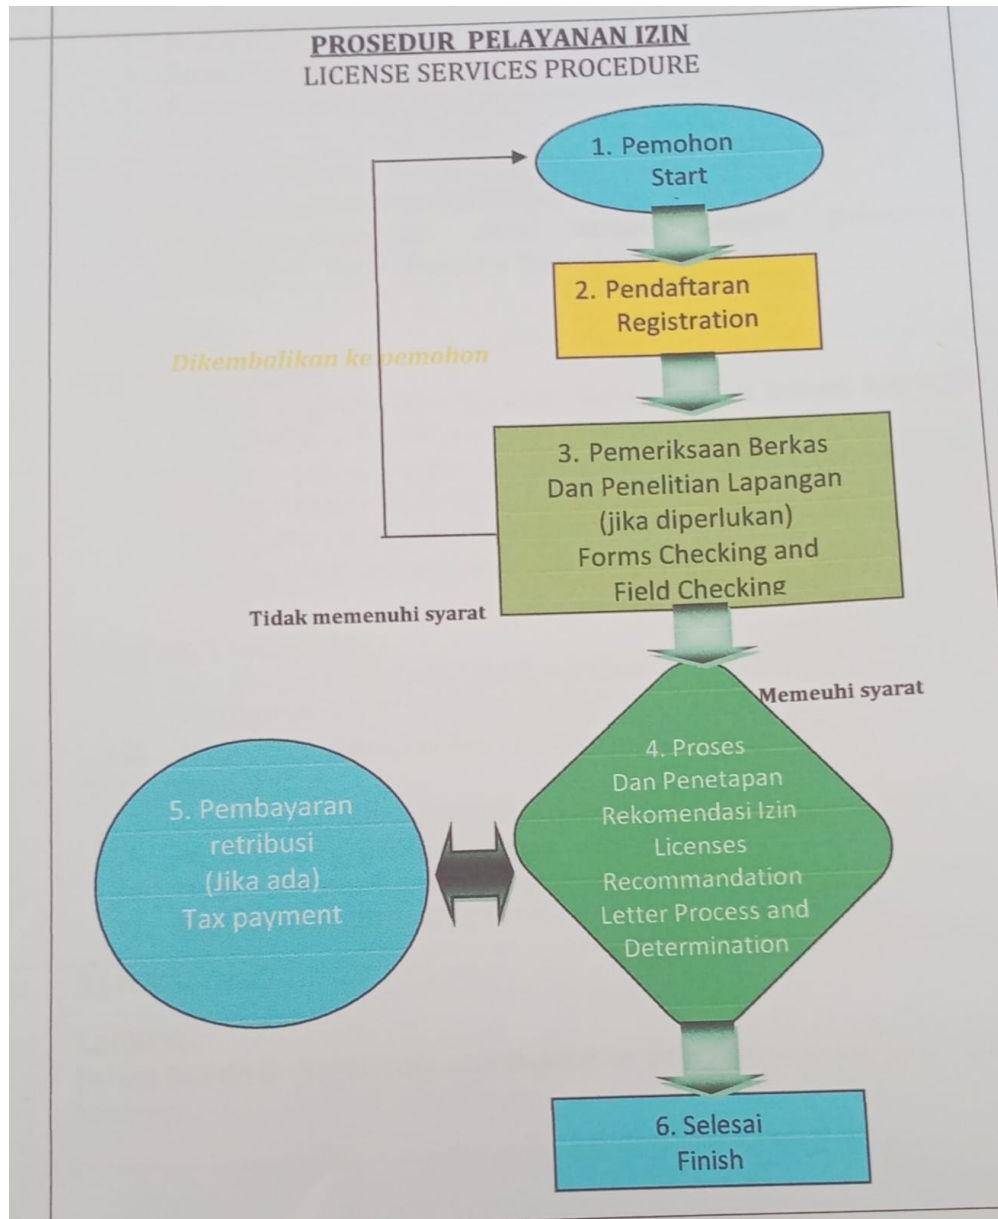 PROSEDUR PELAYANAN IZIN
LICENSE SERVICES PROCEDURE
1. Pemohon
Start
2. Pendaftaran
Registration
Dikembalikan ke pemohon
3. Pemeriksaan Berkas
Dan Penelitian Lapangan
(jika diperlukan)
Forms Checking and
Field Checking
Tidak memenuhi syarat
Memeuhi syarat
4. Proses
Dan Penetapan
Rekomendasi Izin
Licenses
Recommandation
Letter Process and
Determination
5. Pembayaran
retribusi
(Jika ada)
Tax payment
6. Selesai
Finish